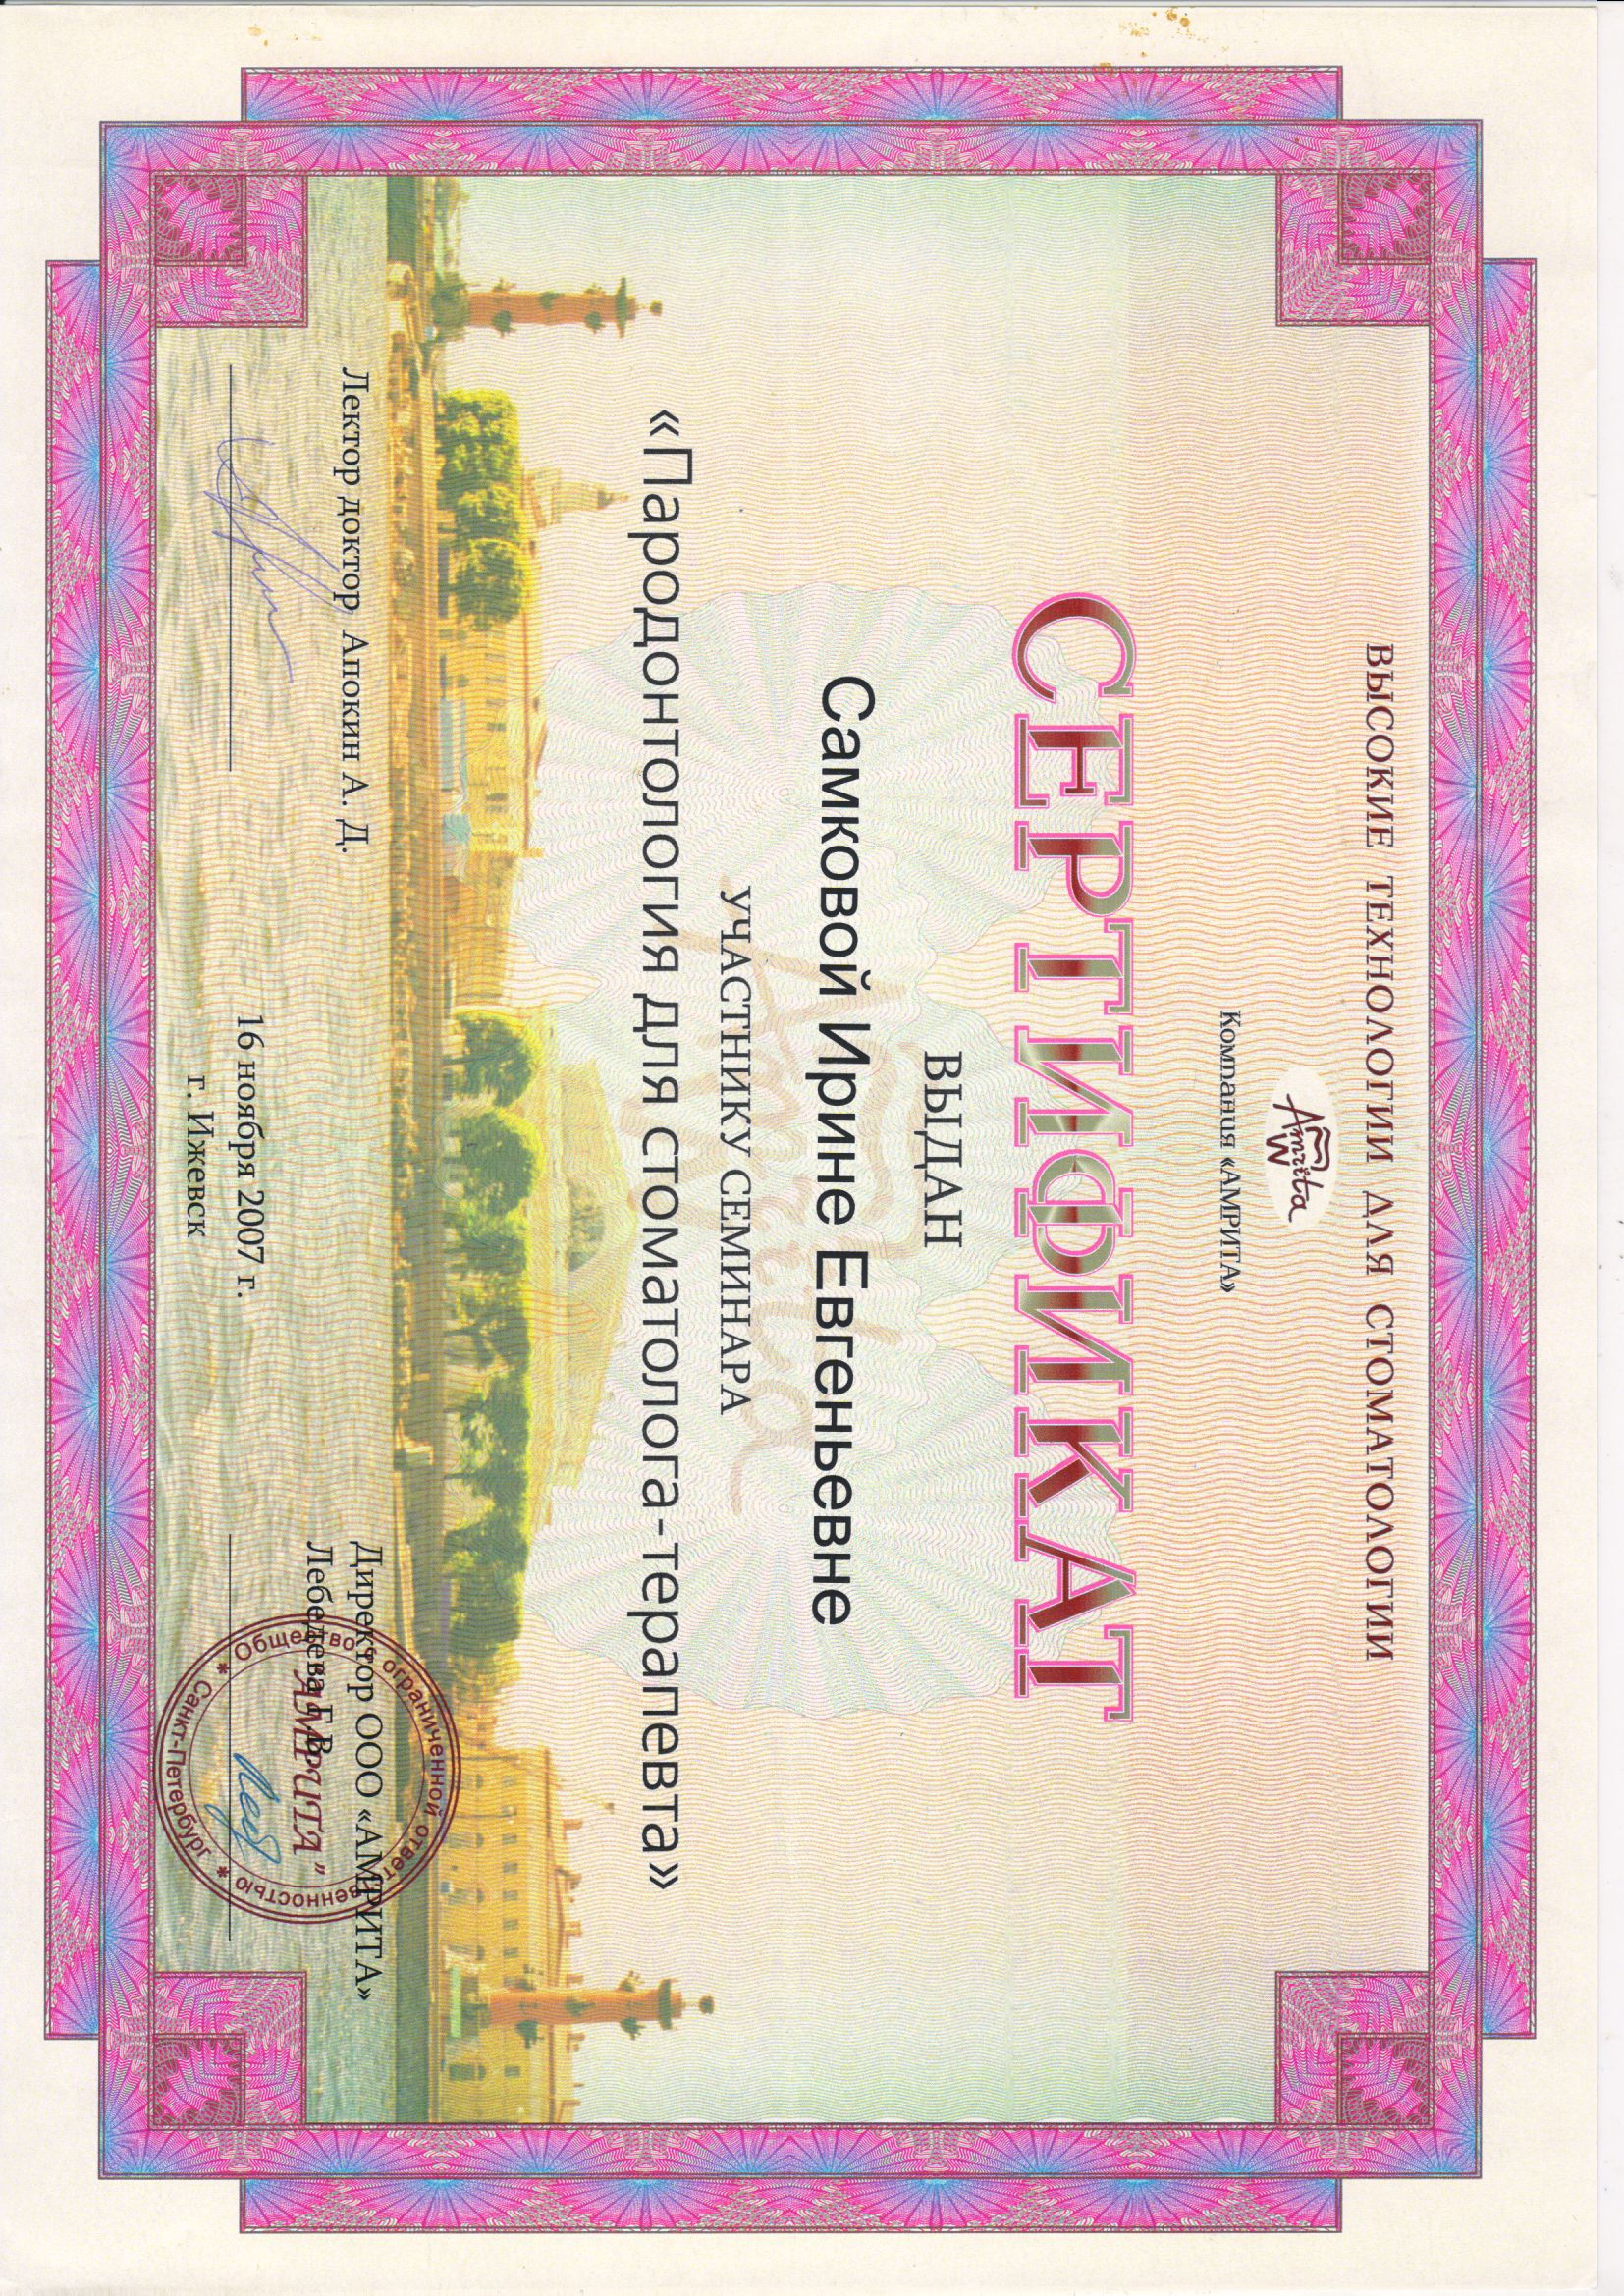 ВЫСОКИЕ ТЕХНОЛОГИИ ДЛЯ СТОМАТОЛОГИИ
Amrita
W
Компания «АМРИТА»
СЕРТИФИКАТ
ВЫДАН
Самковой Ирине Евгеньевне
УЧАСТНИКУ СЕМИНАРА
«Пародонтология для стоматолога-терапевта»
Лектор доктор Апокин А. Д.
Директор ООО «АМРИТА»
Лебедева Г.В.
16 ноября 2007 г.
г. Ижевск
Общество с ограниченной ответственностью
"АМРИТА"
* Санкт-Петербург *